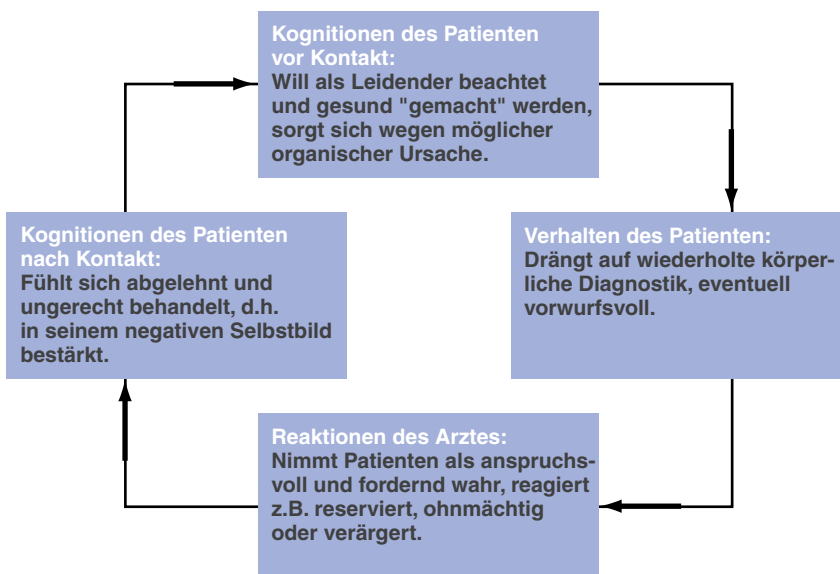 Kognitionen des Patienten
vor Kontakt:
Will als Leidender beachtet
und gesund "gemacht" werden,
sorgt sich wegen möglicher
organischer Ursache.
Verhalten des Patienten:
Drängt auf wiederholte körper-
liche Diagnostik, eventuell
vorwurfsvoll.
Reaktionen des Arztes:
Nimmt Patienten als anspruchs-
voll und fordernd wahr, reagiert
z.B. reserviert, ohnmächtig
oder verärgert.
Kognitionen des Patienten
nach Kontakt:
Fühlt sich abgelehnt und
ungerecht behandelt, d.h.
in seinem negativen Selbstbild
bestärkt.